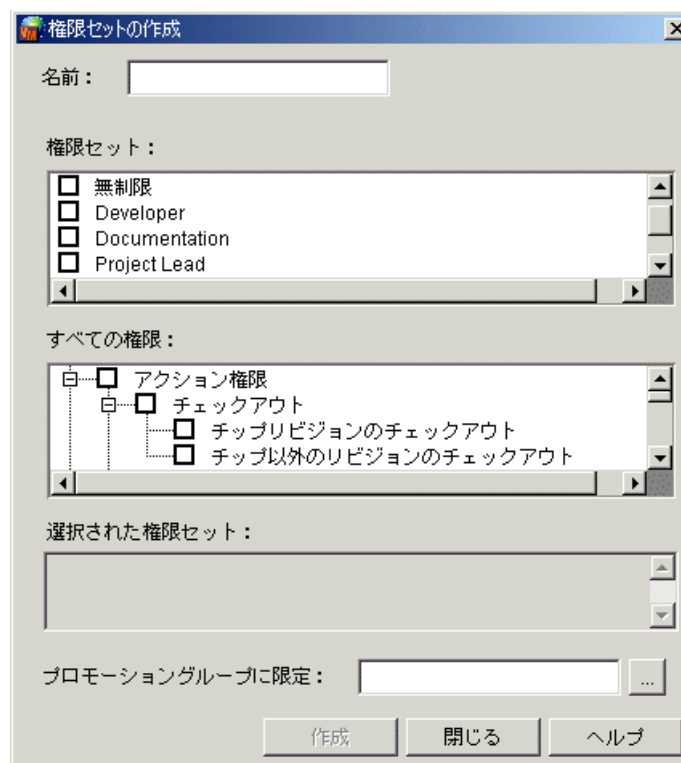 権限セットの作成
名前：
権限セット：
無制限
Developer
Documentation
Project Lead
すべての権限：
アクション権限
チェックアウト
チップリビジョンのチェックアウト
チップ以外のリビジョンのチェックアウト
選択された権限セット：
プロモーショングループに限定：
...
作成
閉じる
ヘルプ